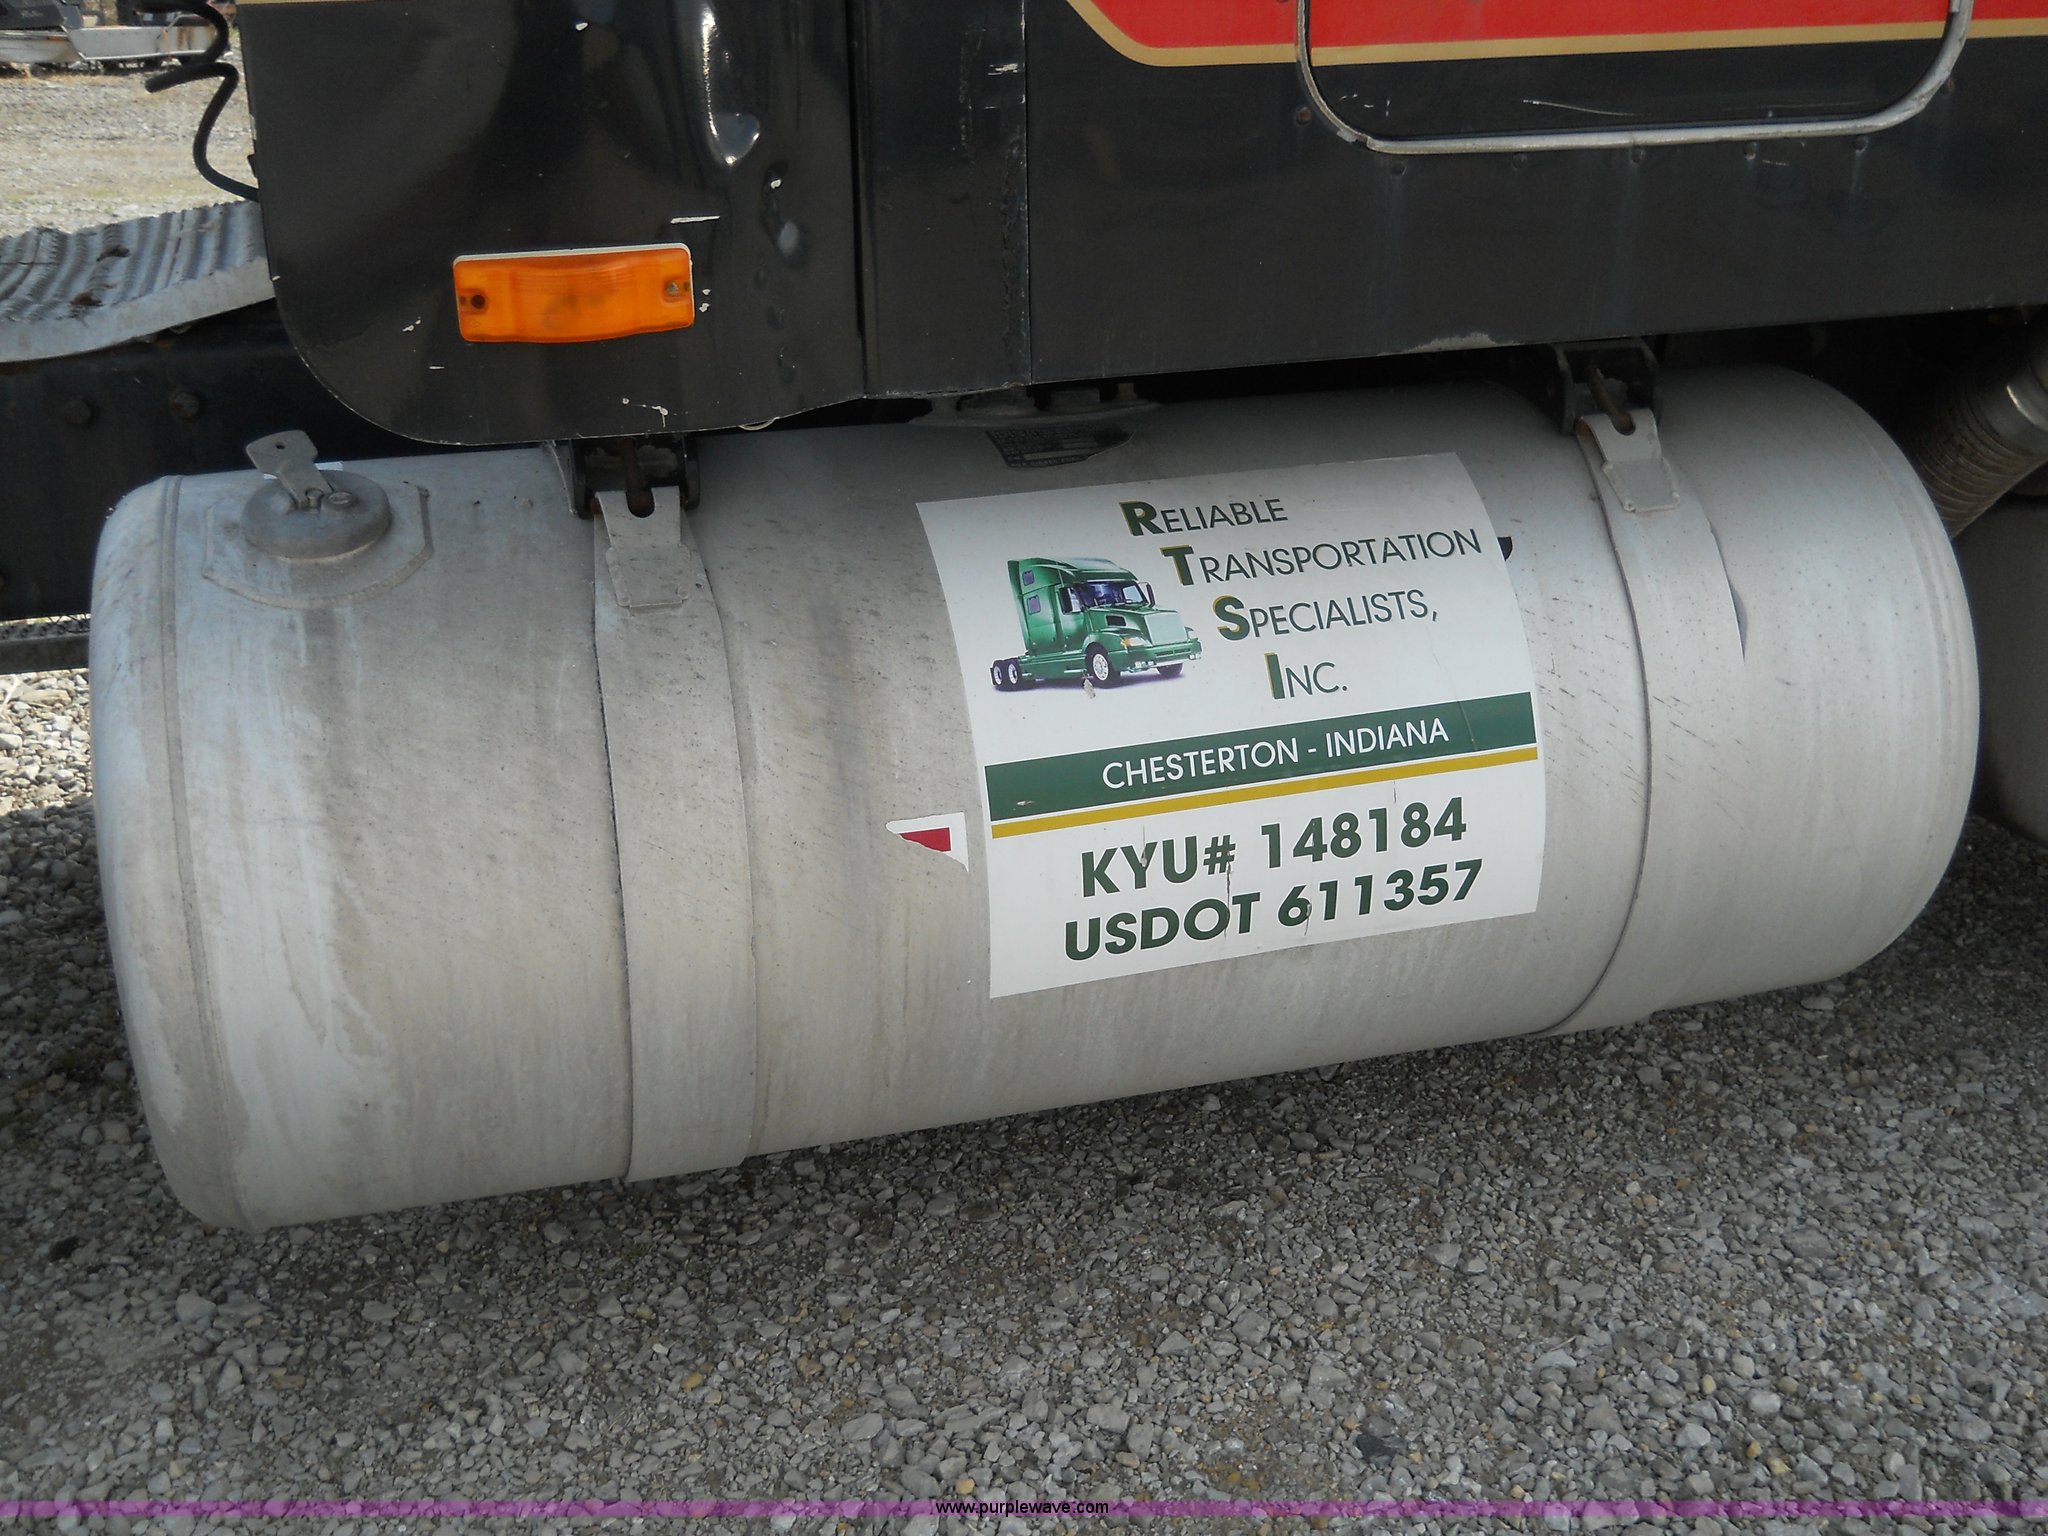 RELIABLE
TRANSPORTATION
SPECIALISTS,
INC.
CHESTERTON - INDIANA
KYU# 148184
USDOT 611357
www.purplewave.com